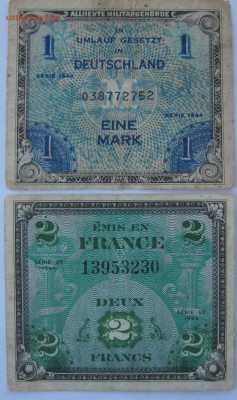 ALLIIERTE MILITÄRBEHÖRDE
1 IN 1
UMLAUF GESETZT
IN
DEUTSCHLAND
SERIE 1944
038772752
EINE
MARK
SERIE 1944
1 1
2 ÉMIS EN 2
FRANCE
13953230
SÉRIE DE
1944
DEUX
SÉRIE DE
1944
2 2 2
FRANCS